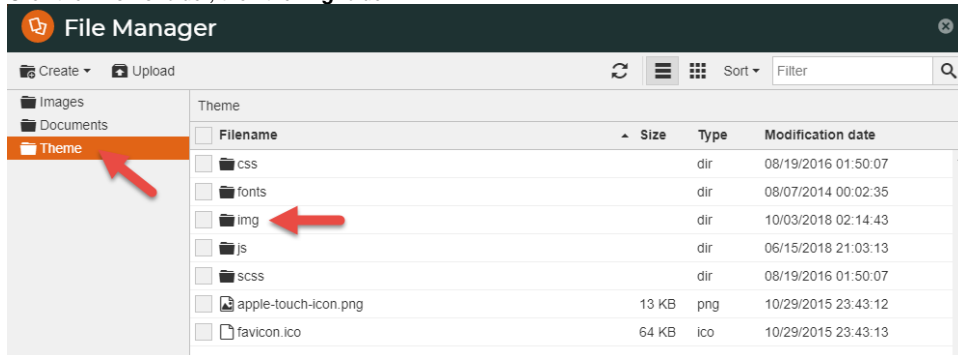 File Manager
Create Upload Sort Filter
Images
Documents
Theme
Theme
Filename Size Type Modification date
css dir 08/19/2016 01:50:07
fonts dir 08/07/2014 00:02:35
img dir 10/03/2018 02:14:43
js dir 06/15/2018 21:03:13
scss dir 08/19/2016 01:50:07
apple-touch-icon.png 13 KB png 10/29/2015 23:43:12
favicon.ico 64 KB ico 10/29/2015 23:43:13